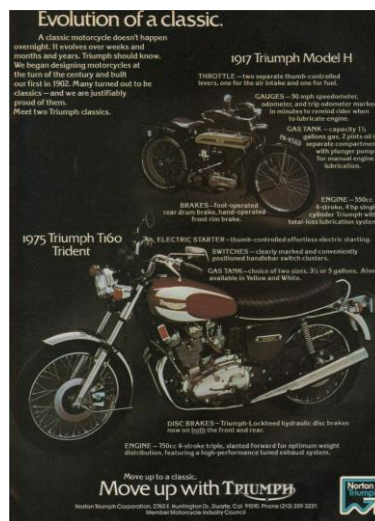 Evolution of a classic.
A classic motorcycle doesn't happen
overnight. It evolves over weeks and
months and years. Triumph should know.
We began designing motorcycles at
the turn of the century and built
our first in 1902. Many turned out to be
classics – and we are justifiably
proud of them.
Meet two Triumph classics.
1917 Triumph Model H
THROTTLE – two separate thumb-controlled
levers, one for the air intake and one for fuel.
GAUGES – 90 mph speedometer,
odometer, and trip odometer marked
in minutes to remind rider when
to lubricate engine.
GAS TANK – capacity 1½
gallons gas, 2 pints oil in
separate compartment
with plunger pump
for manual engine
lubrication.
BRAKES – foot-operated
rear drum brake, hand-operated
front rim brake.
ENGINE – 550cc
4-stroke, 4 hp single
cylinder Triumph with
total-loss lubrication system
1975 Triumph T160
Trident
ELECTRIC STARTER – thumb-controlled effortless electric starting.
SWITCHES – clearly marked and conveniently
positioned handlebar switch clusters.
GAS TANK – choice of two sizes, 3½ or 5 gallons. Also
available in Yellow and White.
DISC BRAKES – Triumph-Lockheed hydraulic disc brakes
now on both the front and rear.
ENGINE – 750cc 4-stroke triple, slanted forward for optimum weight
distribution, featuring a high-performance tuned exhaust system.
Move up to a classic.
Move up with TRIUMPH
Norton Triumph Corporation, 2765 E. Huntington Dr., Duarte, Cal. 91010. Phone (213) 359-3221.
Member Motorcycle Industry Council
Norton
Triumph